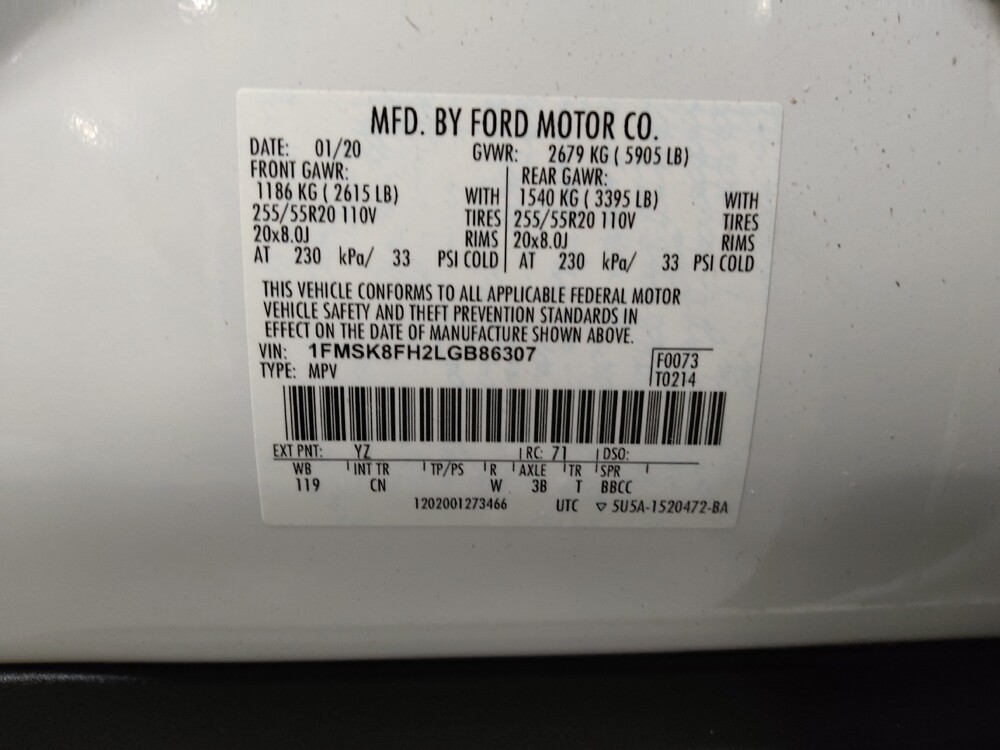 MFD. BY FORD MOTOR CO.
DATE: 01/20 GVWR: 2679 KG ( 5905 LB)
FRONT GAWR: REAR GAWR:
1186 KG ( 2615 LB) WITH 1540 KG ( 3395 LB) WITH
255/55R20 110V TIRES 255/55R20 110V TIRES
20x8.0J RIMS 20x8.0J RIMS
AT 230 kPa/ 33 PSI COLD AT 230 kPa/ 33 PSI COLD
THIS VEHICLE CONFORMS TO ALL APPLICABLE FEDERAL MOTOR
VEHICLE SAFETY AND THEFT PREVENTION STANDARDS IN
EFFECT ON THE DATE OF MANUFACTURE SHOWN ABOVE.
VIN: 1FMSK8FH2LGB86307
F0073
TYPE: MPV
T0214
EXT PNT: YZ RC: 71 DSO:
WB INT TR TP/PS R AXLE TR SPR
119 CN W 3B T BBCC
1202001273466 UTC ▽ 5U5A-1520472-BA